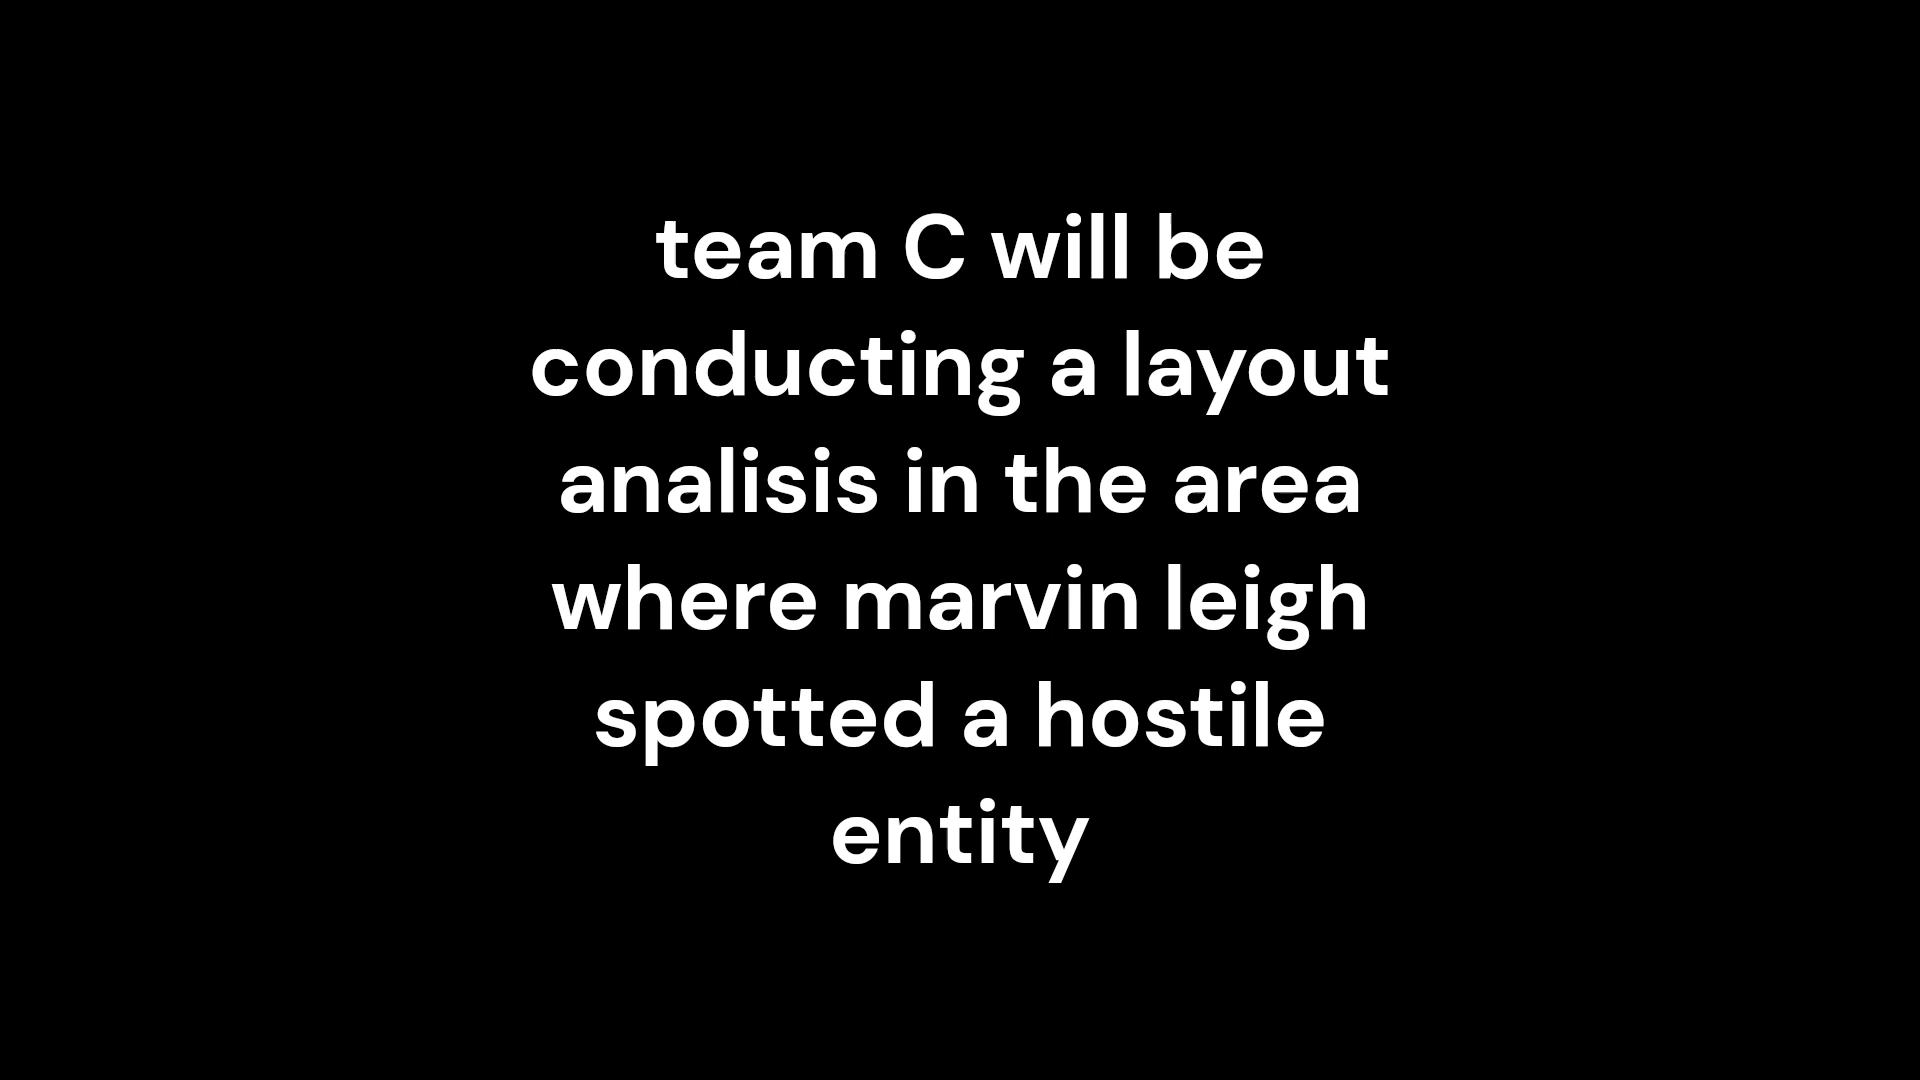 team C will be
conducting a layout
analisis in the area
where marvin leigh
spotted a hostile
entity